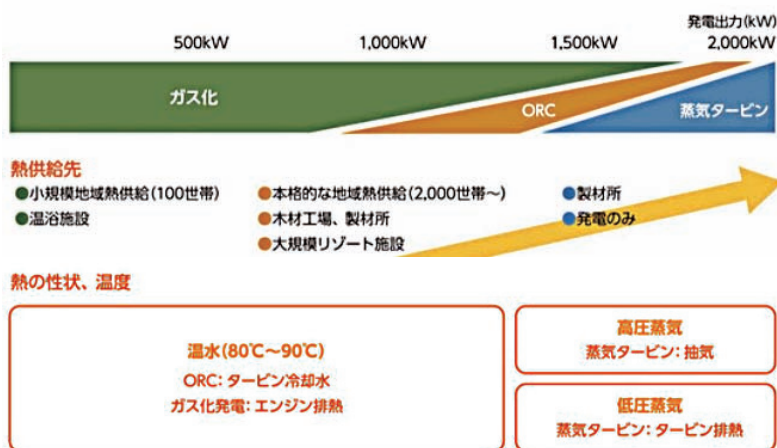 発電出力(kW)
500kW 1,000kW 1,500kW 2,000kW
ガス化 ORC 蒸気タービン
熱供給先
●小規模地域熱供給(100世帯) ●本格的な地域熱供給(2,000世帯〜) ●製材所
●温浴施設 ●木材工場、製材所 ●発電のみ
●大規模リゾート施設
熱の性状、温度
温水(80℃〜90℃)
ORC: タービン冷却水
ガス化発電: エンジン排熱
高圧蒸気
蒸気タービン: 抽気
低圧蒸気
蒸気タービン: タービン排熱